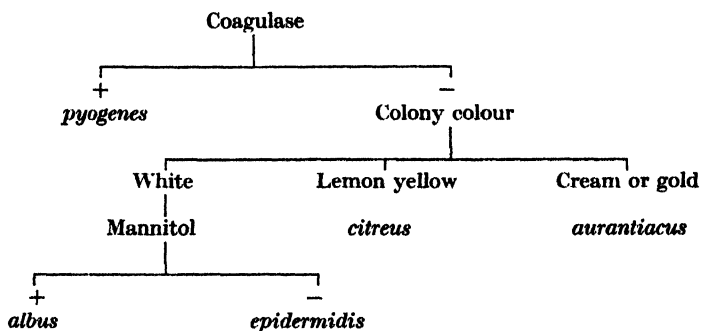 Coagulase
+ −
pyogenes Colony colour
White Lemon yellow Cream or gold
Mannitol citreus aurantiacus
+ −
albus epidermidis